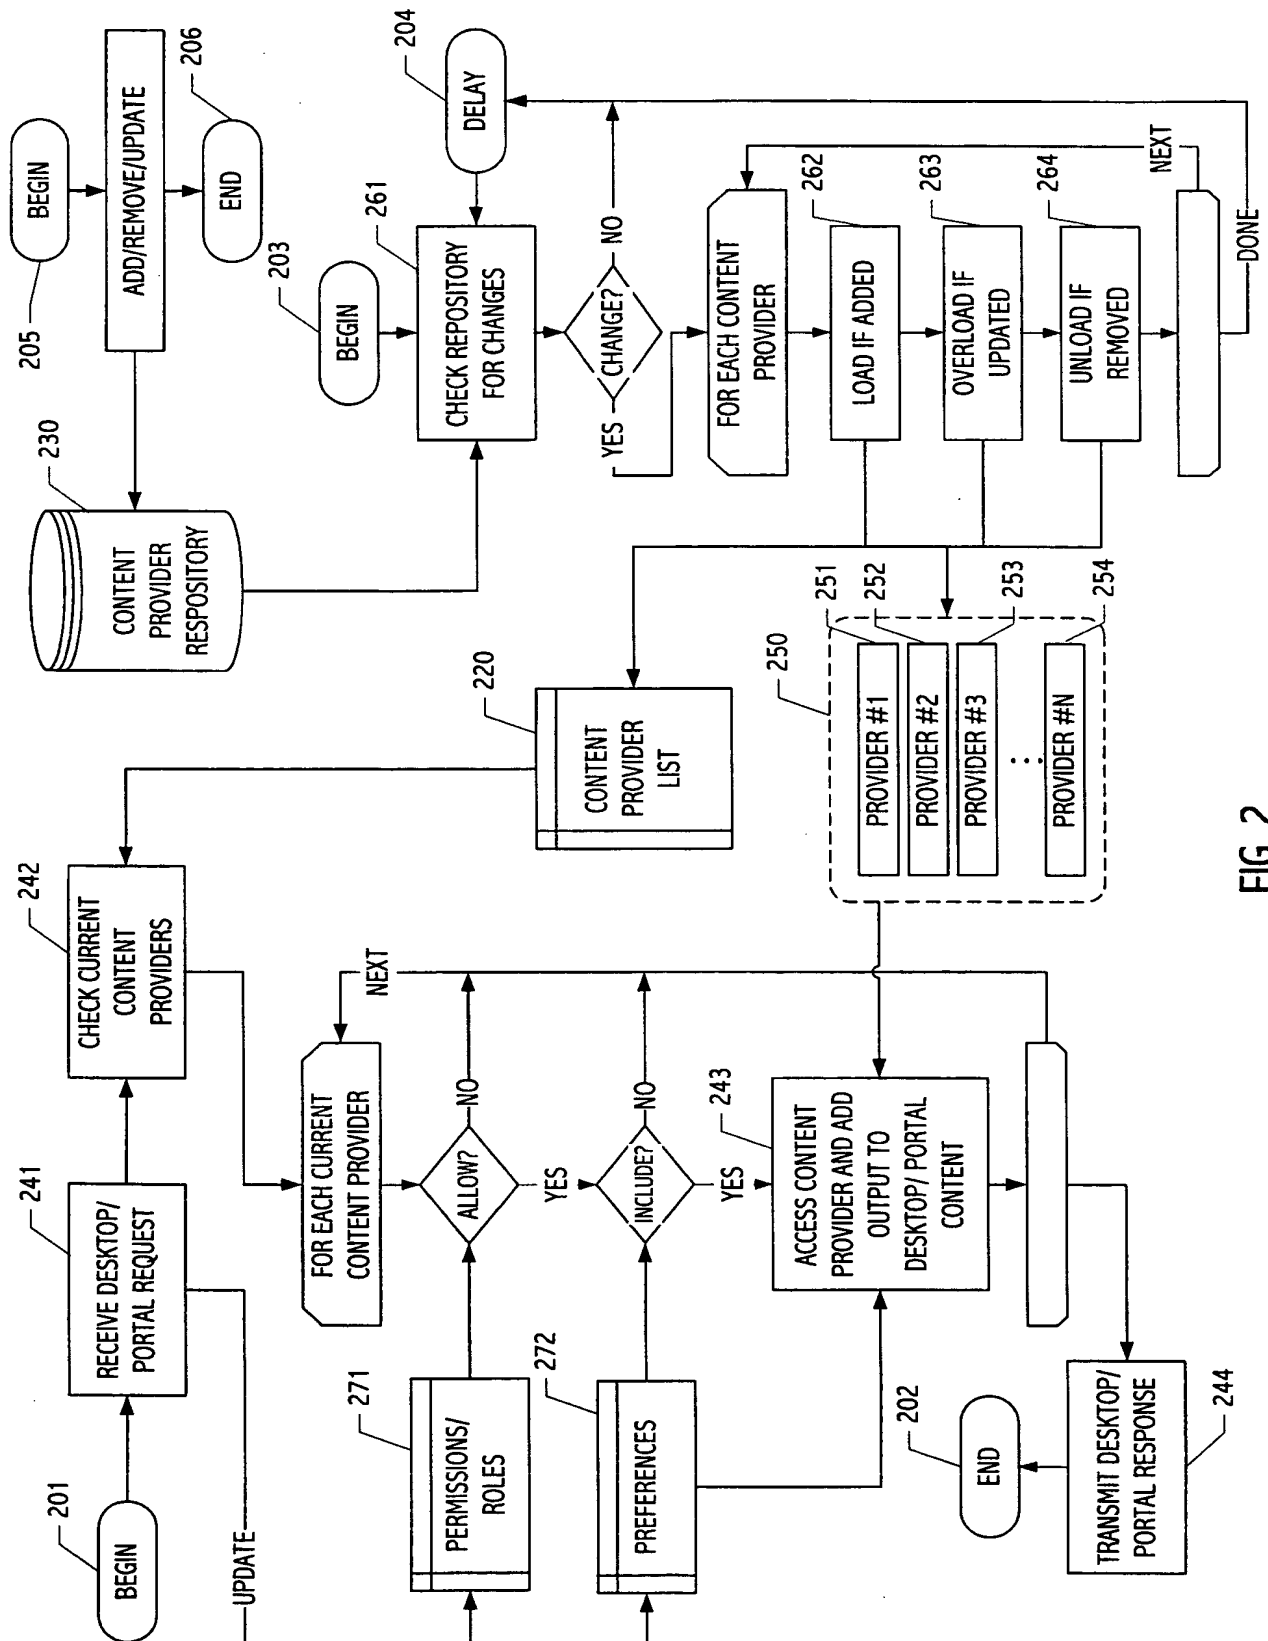 205
BEGIN
ADD/REMOVE/UPDATE
206
END
230
CONTENT
PROVIDER
RESPOSITORY
203
BEGIN
204
DELAY
261
CHECK REPOSITORY
FOR CHANGES
CHANGE?
YES
NO
FOR EACH CONTENT
PROVIDER
262
LOAD IF ADDED
263
OVERLOAD IF
UPDATED
264
UNLOAD IF
REMOVED
NEXT
DONE
220
CONTENT
PROVIDER
LIST
250
251
PROVIDER #1
252
PROVIDER #2
253
PROVIDER #3
...
254
PROVIDER #N
201
BEGIN
241
RECEIVE DESKTOP/
PORTAL REQUEST
UPDATE
242
CHECK CURRENT
CONTENT
PROVIDERS
FOR EACH CURRENT
CONTENT PROVIDER
NEXT
271
PERMISSIONS/
ROLES
ALLOW?
NO
YES
272
PREFERENCES
INCLUDE?
NO
YES
243
ACCESS CONTENT
PROVIDER AND ADD
OUTPUT TO
DESKTOP/ PORTAL
CONTENT
244
TRANSMIT DESKTOP/
PORTAL RESPONSE
202
END
FIG. 2